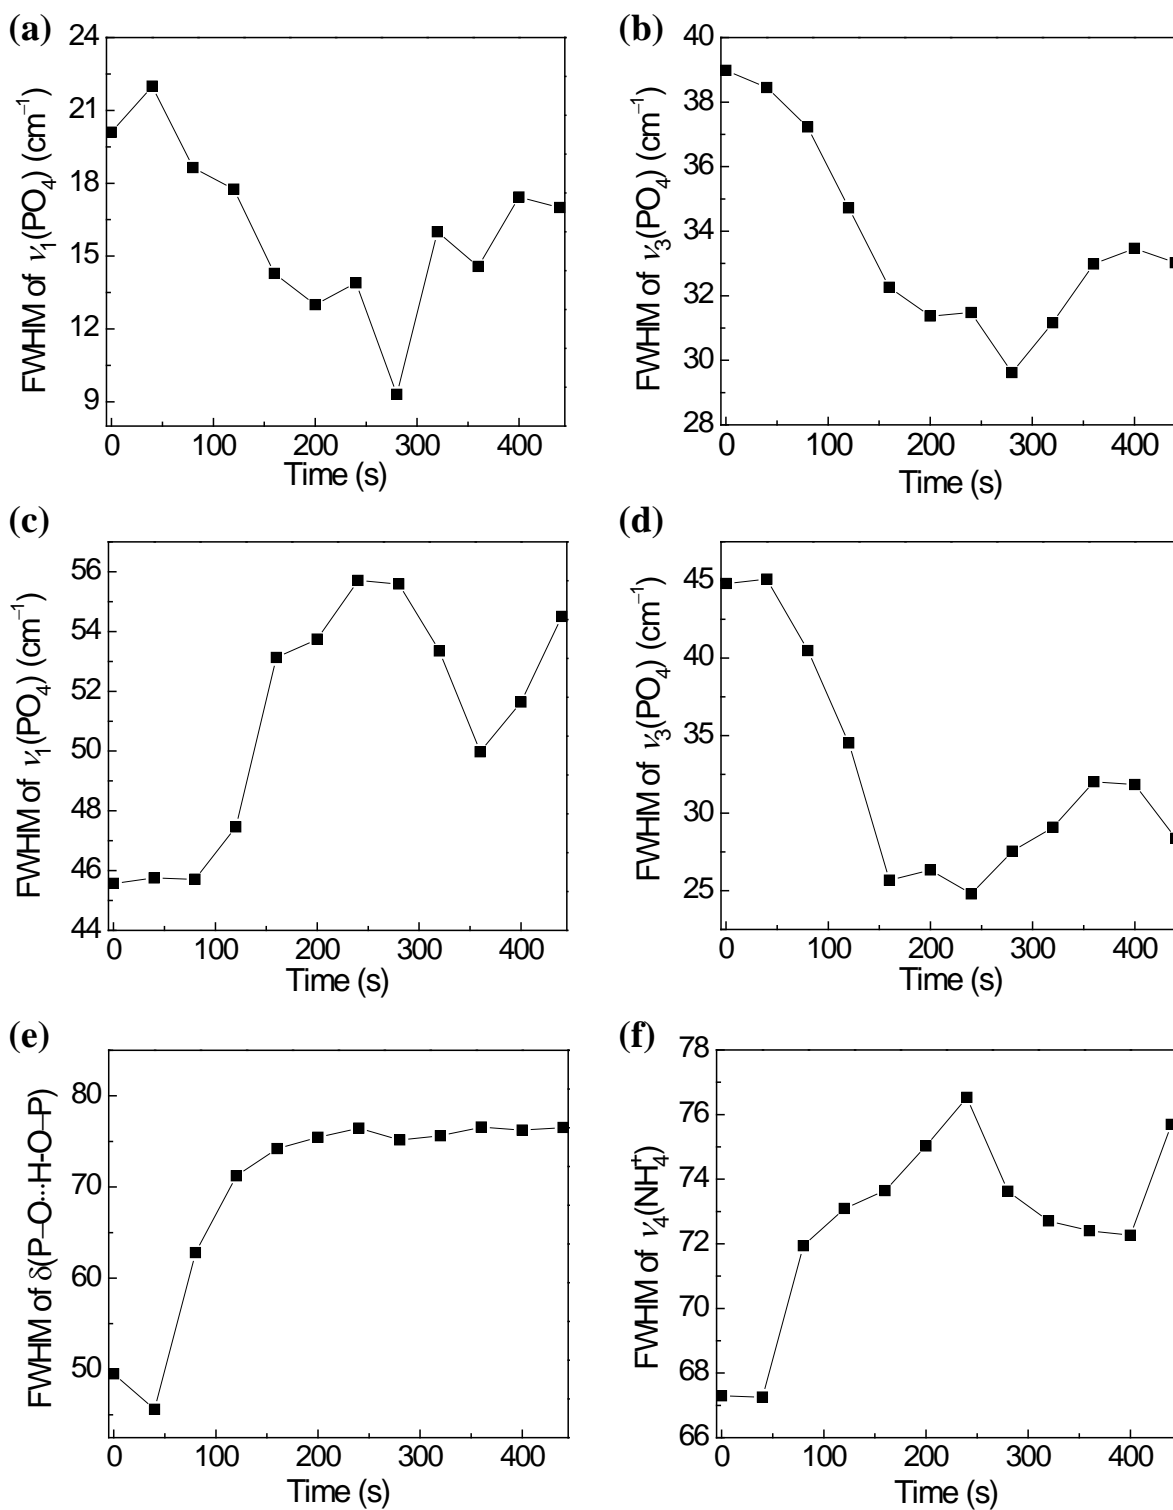 (a)
24
21
18
15
12
9
0 100 200 300 400
Time (s)
FWHM of ν₁(PO₄) (cm⁻¹)
(b)
40
38
36
34
32
30
28
0 100 200 300 400
Time (s)
FWHM of ν₃(PO₄) (cm⁻¹)
(c)
56
54
52
50
48
46
44
0 100 200 300 400
Time (s)
FWHM of ν₁(PO₄) (cm⁻¹)
(d)
45
40
35
30
25
0 100 200 300 400
Time (s)
FWHM of ν₃(PO₄) (cm⁻¹)
(e)
80
70
60
50
0 100 200 300 400
Time (s)
FWHM of δ(P–O···H-O–P)
(f)
78
76
74
72
70
68
66
0 100 200 300 400
Time (s)
FWHM of ν₄(NH₄⁺)